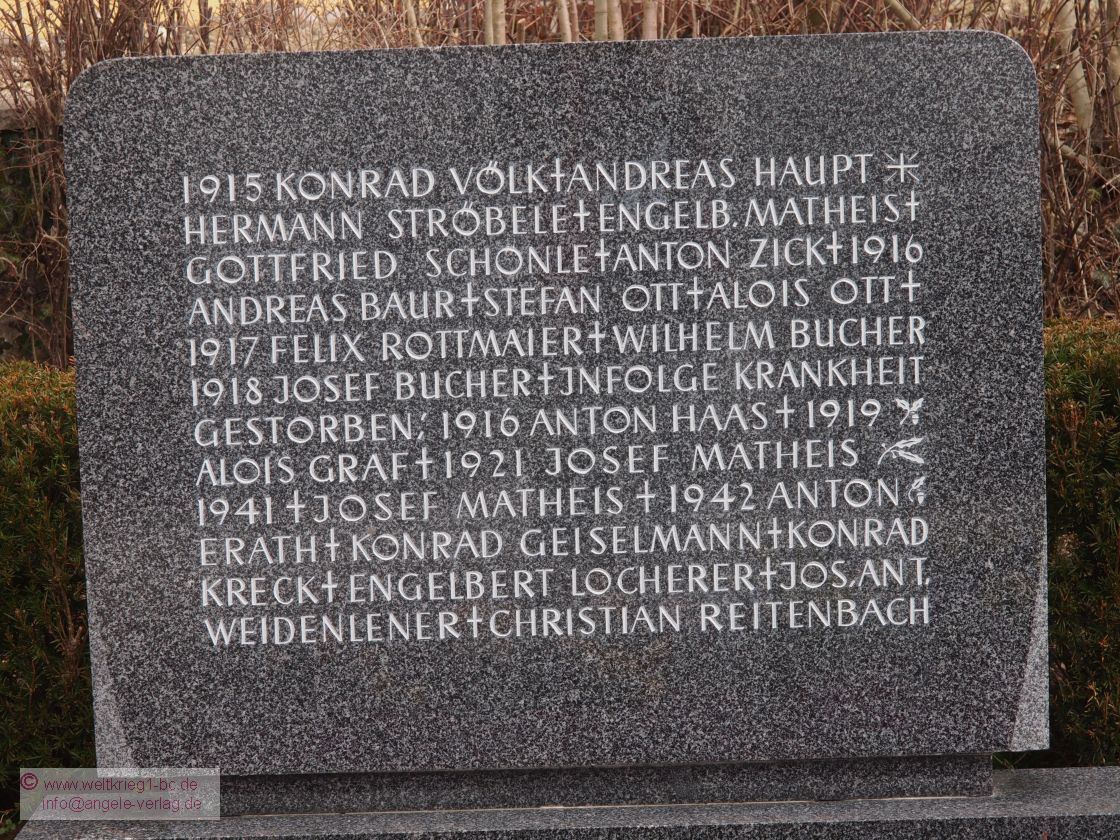 1915 KONRAD VÖLK†ANDREAS HAUPT
HERMANN STRÖBELE†ENGELB. MATHEIS†
GOTTFRIED SCHÖNLE†ANTON ZICK†1916
ANDREAS BAUR†STEFAN OTT†ALOIS OTT†
1917 FELIX ROTTMAIER†WILHELM BUCHER
1918 JOSEF BUCHER†JNFOLGE KRANKHEIT
GESTORBEN; 1916 ANTON HAAS†1919
ALOIS GRAF†1921 JOSEF MATHEIS
1941†JOSEF MATHEIS†1942 ANTON
ERATH†KONRAD GEISELMANN†KONRAD
KRECK†ENGELBERT LOCHERER†JOS. ANT.
WEIDENLENER†CHRISTIAN REITENBACH
© www.weltkrieg1-bc.de
info@angele-verlag.de